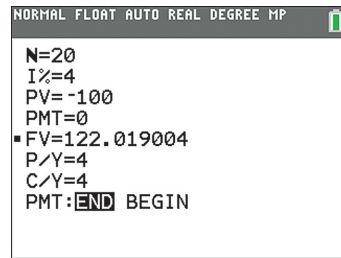 NORMAL FLOAT AUTO REAL DEGREE MP
N=20
I%=4
PV=-100
PMT=0
▪FV=122.019004
P/Y=4
C/Y=4
PMT:END BEGIN